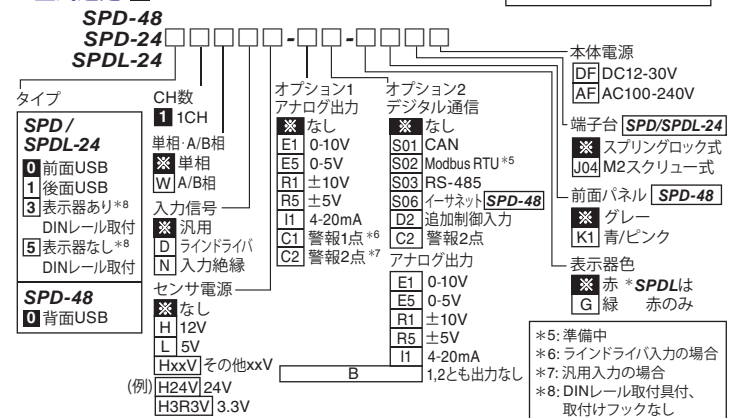 SPD-48
SPD-24□□□□□-□□-□□□□
SPDL-24
タイプ
SPD/
SPDL-24
0 前面USB
1 後面USB
3 表示器あり*8
DINレール取付
5 表示器なし*8
DINレール取付
SPD-48
0 背面USB
CH数
1 1CH
単相·A/B相
※ 単相
W A/B相
入力信号
※ 汎用
D ラインドライバ
N 入力絶縁
センサ電源
※ なし
H 12V
L 5V
HxxV その他xxV
(例) H24V 24V
H3R3V 3.3V
オプション1
アナログ出力
※ なし
E1 0-10V
E5 0-5V
R1 ±10V
R5 ±5V
I1 4-20mA
C1 警報1点*6
C2 警報2点*7
オプション2
デジタル通信
※ なし
S01 CAN
S02 Modbus RTU*5
S03 RS-485
S06 イーサネット SPD-48
D2 追加制御入力
C2 警報2点
アナログ出力
E1 0-10V
E5 0-5V
R1 ±10V
R5 ±5V
I1 4-20mA
B 1,2とも出力なし
本体電源
DF DC12-30V
AF AC100-240V
端子台 SPD/SPDL-24
※ スプリングロック式
J04 M2スクリュー式
前面パネル SPD-48
※ グレー
K1 青/ピンク
表示器色
※ 赤 *SPDLは
G 緑 赤のみ
*5: 準備中
*6: ラインドライバ入力の場合
*7: 汎用入力の場合
*8: DINレール取付具付、
取付けフックなし